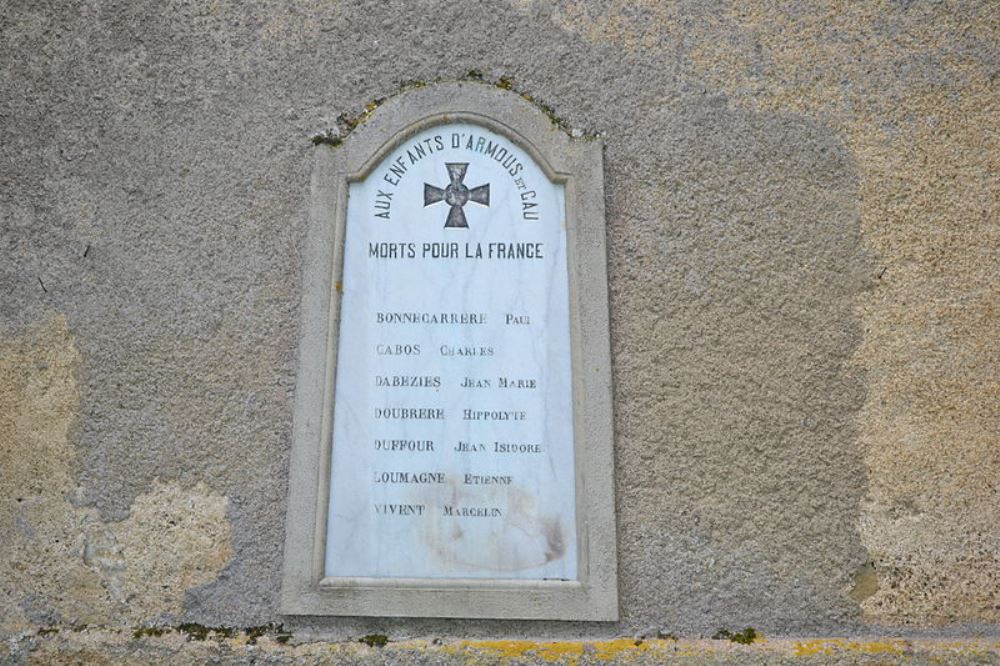 AUX ENFANTS D'ARMOUS ET CAU
MORTS POUR LA FRANCE
BONNECARRÈRE PAUL
CABOS CHARLES
DABEZIES JEAN MARIE
DOUBRERE HIPPOLYTE
DUFFOUR JEAN ISIDORE
LOUMAGNE ETIENNE
VIVENT MARCELIN